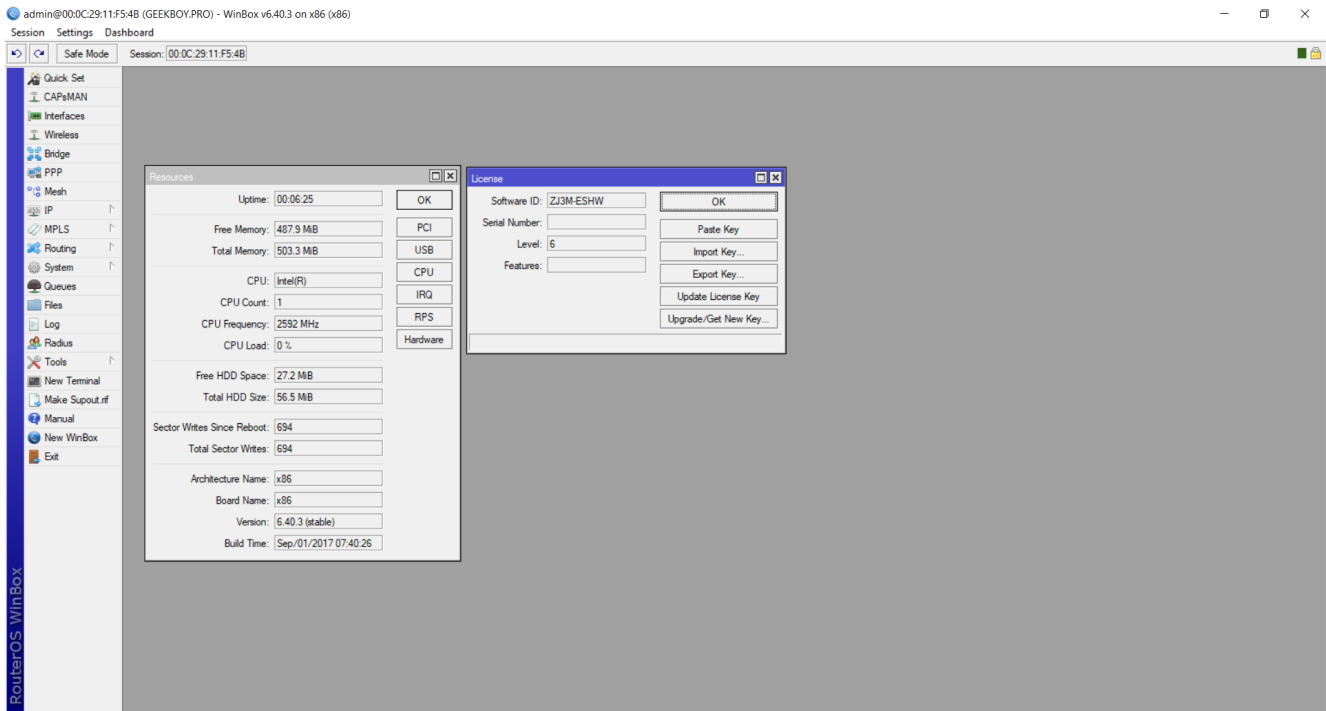 admin@00:0C:29:11:F5:4B (GEEKBOY.PRO) - WinBox v6.40.3 on x86 (x86)
Session Settings Dashboard
Safe Mode Session: 00:0C:29:11:F5:4B
Quick Set
CAPsMAN
Interfaces
Wireless
Bridge
PPP
Mesh
IP
MPLS
Routing
System
Queues
Files
Log
Radius
Tools
New Terminal
Make Supout.rif
Manual
New WinBox
Exit
RouterOS WinBox
Resources
Uptime: 00:06:25
Free Memory: 487.9 MiB
Total Memory: 503.3 MiB
CPU: Intel(R)
CPU Count: 1
CPU Frequency: 2592 MHz
CPU Load: 0 %
Free HDD Space: 27.2 MiB
Total HDD Size: 56.5 MiB
Sector Writes Since Reboot: 694
Total Sector Writes: 694
Architecture Name: x86
Board Name: x86
Version: 6.40.3 (stable)
Build Time: Sep/01/2017 07:40:26
OK
PCI
USB
CPU
IRQ
RPS
Hardware
License
Software ID: ZJ3M-ESHW
Serial Number:
Level: 6
Features:
OK
Paste Key
Import Key...
Export Key...
Update License Key
Upgrade/Get New Key...